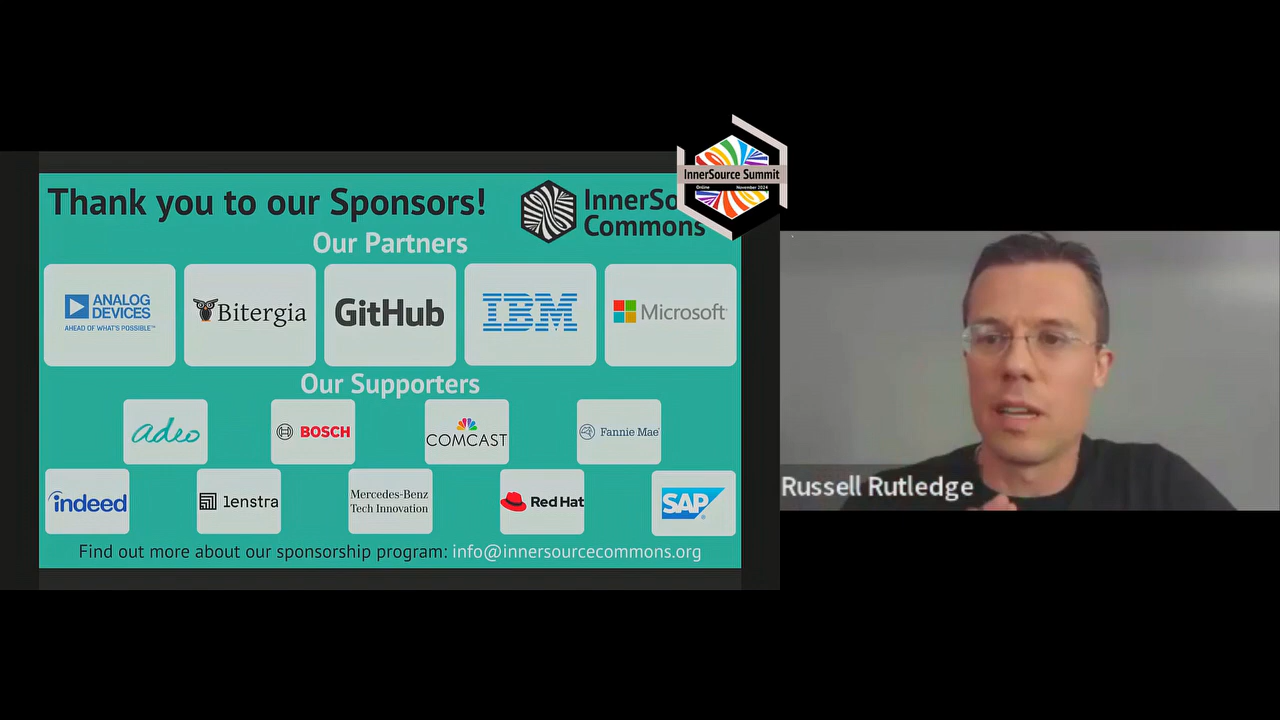 Thank you to our Sponsors!
InnerSo
Commons
InnerSource Summit
Online November 2024
Our Partners
ANALOG
DEVICES
AHEAD OF WHAT'S POSSIBLE™
Bitergia
GitHub
IBM
Microsoft
Our Supporters
adeo
BOSCH
COMCAST
Fannie Mae
indeed
lenstra
Mercedes-Benz
Tech Innovation
Red Hat
SAP
Find out more about our sponsorship program: info@innersourcecommons.org
Russell Rutledge